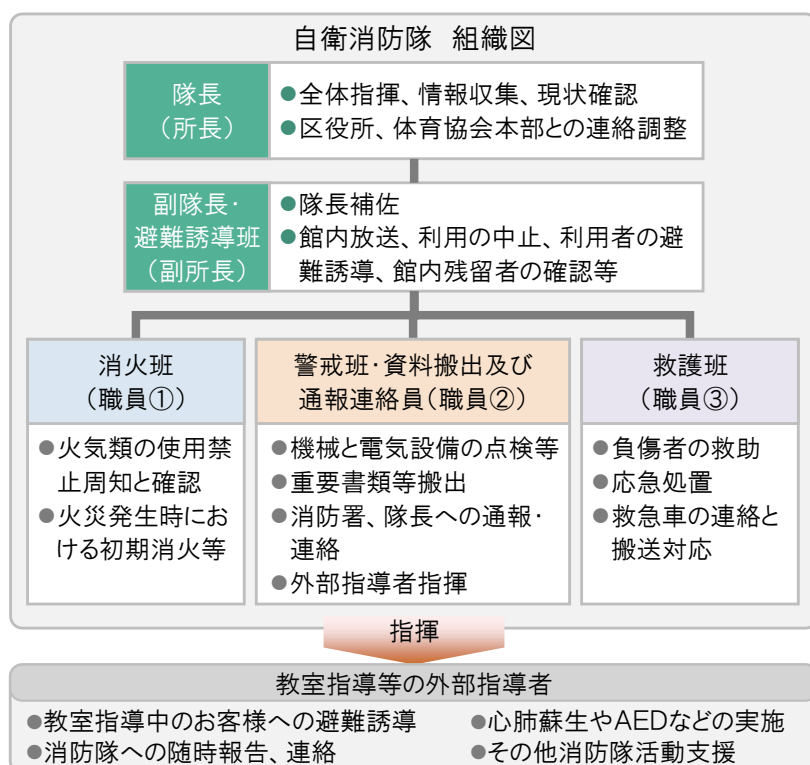 自衛消防隊 組織図
隊長
（所長）
●全体指揮、情報収集、現状確認
●区役所、体育協会本部との連絡調整
副隊長・
避難誘導班
（副所長）
●隊長補佐
●館内放送、利用の中止、利用者の避
難誘導、館内残留者の確認等
消火班
（職員①）
●火気類の使用禁
止周知と確認
●火災発生時にお
ける初期消火等
警戒班・資料搬出及び
通報連絡員（職員②）
●機械と電気設備の点検等
●重要書類等搬出
●消防署、隊長への通報・
連絡
●外部指導者指揮
救護班
（職員③）
●負傷者の救助
●応急処置
●救急車の連絡と
搬送対応
指揮
教室指導等の外部指導者
●教室指導中のお客様への避難誘導
●消防隊への随時報告、連絡
●心肺蘇生やAEDなどの実施
●その他消防隊活動支援